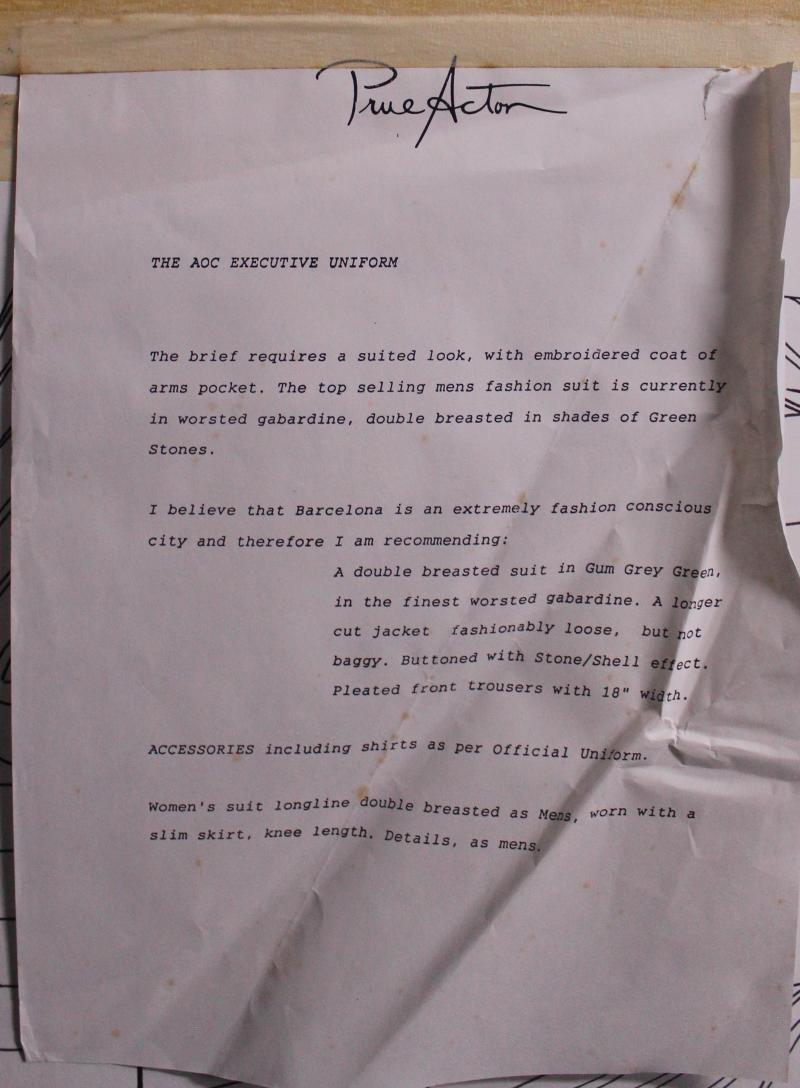 Prue Acton
THE AOC EXECUTIVE UNIFORM
The brief requires a suited look, with embroidered coat of
arms pocket. The top selling mens fashion suit is currently
in worsted gabardine, double breasted in shades of Green
Stones.
I believe that Barcelona is an extremely fashion conscious
city and therefore I am recommending:
A double breasted suit in Gum Grey Green,
in the finest worsted gabardine. A longer
cut jacket fashionably loose, but not
baggy. Buttoned with Stone/Shell effect.
Pleated front trousers with 18" width.
ACCESSORIES including shirts as per Official Uniform.
Women's suit longline double breasted as Mens, worn with a
slim skirt, knee length. Details, as mens.